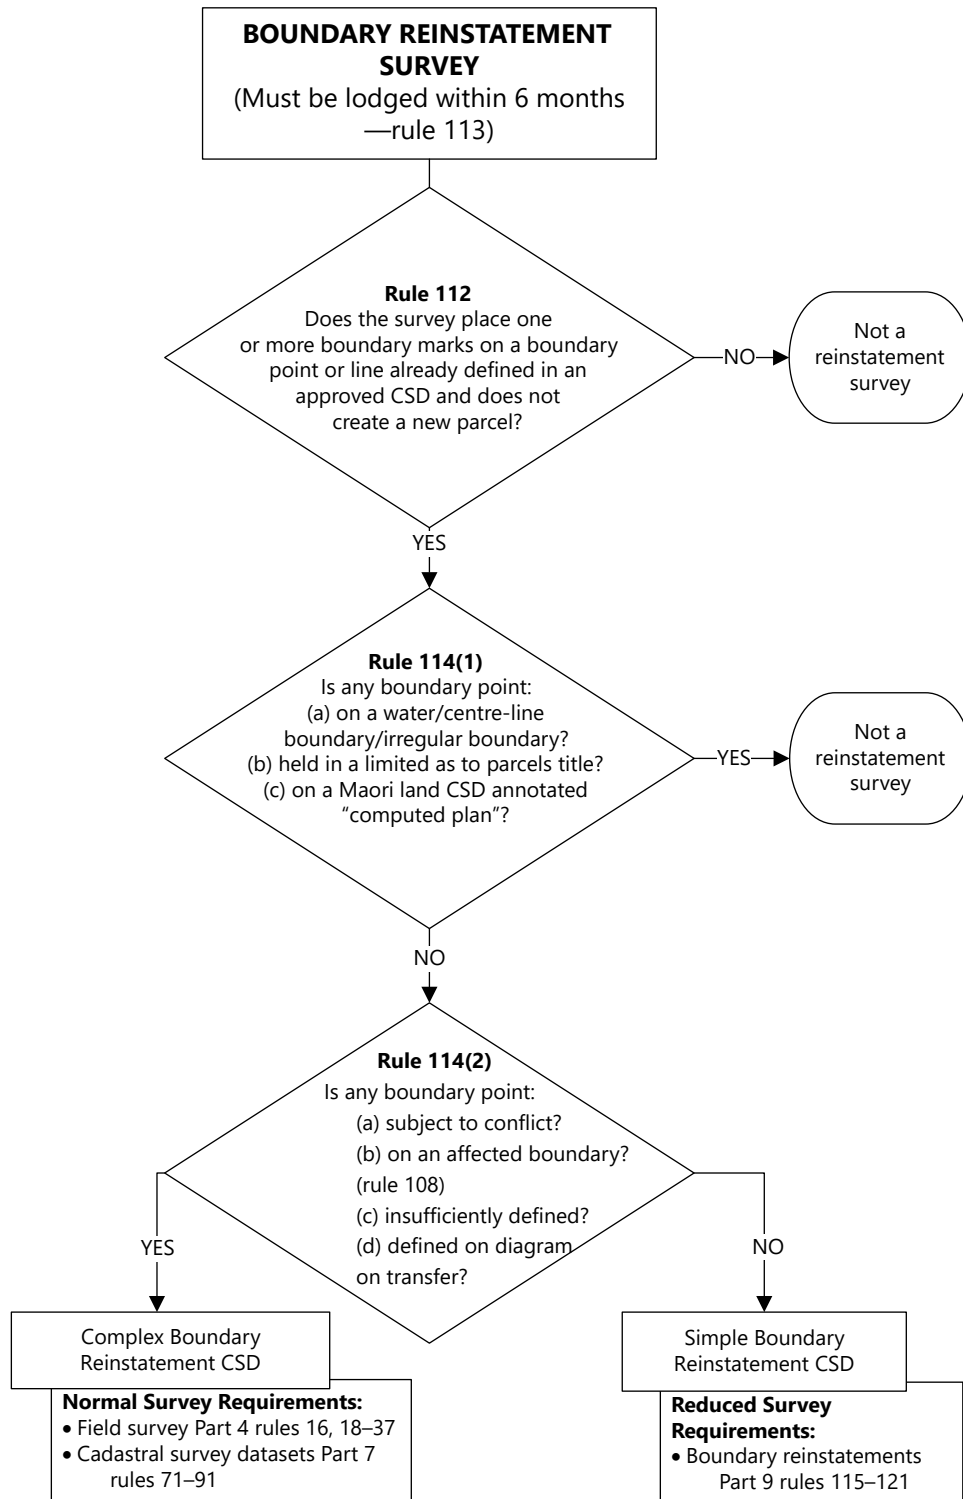 BOUNDARY REINSTATEMENT
SURVEY
(Must be lodged within 6 months
—rule 113)
Rule 112
Does the survey place one
or more boundary marks on a boundary
point or line already defined in an
approved CSD and does not
create a new parcel?
NO
Not a
reinstatement
survey
YES
Rule 114(1)
Is any boundary point:
(a) on a water/centre-line
boundary/irregular boundary?
(b) held in a limited as to parcels title?
(c) on a Maori land CSD annotated
“computed plan”?
YES
Not a
reinstatement
survey
NO
Rule 114(2)
Is any boundary point:
(a) subject to conflict?
(b) on an affected boundary?
(rule 108)
(c) insufficiently defined?
(d) defined on diagram
on transfer?
YES
NO
Complex Boundary
Reinstatement CSD
Normal Survey Requirements:
• Field survey Part 4 rules 16, 18–37
• Cadastral survey datasets Part 7
rules 71–91
Simple Boundary
Reinstatement CSD
Reduced Survey
Requirements:
• Boundary reinstatements
Part 9 rules 115–121